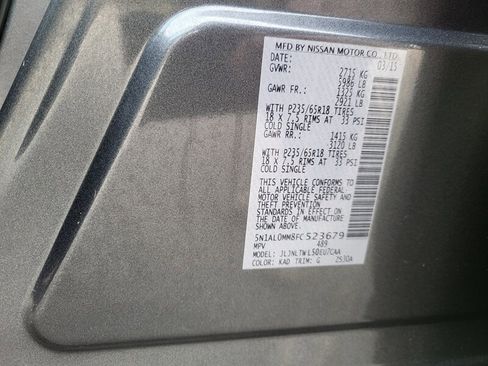 MFD BY NISSAN MOTOR CO., LTD
DATE: 03/15
GVWR: 2715 KG
5986 LB
GAWR FR.: 1325 KG
2921 LB
WITH P235/65R18 TIRES
18 X 7.5 RIMS AT 33 PSI
COLD SINGLE
GAWR RR.: 1415 KG
3120 LB
WITH P235/65R18 TIRES
18 X 7.5 RIMS AT 33 PSI
COLD SINGLE
THIS VEHICLE CONFORMS TO
ALL APPLICABLE FEDERAL
MOTOR VEHICLE SAFETY
STANDARDS IN EFFECT ON
THE DATE OF MANUFACTURE
SHOWN ABOVE.
5N1AL0MM8FC523679
MPV 489
MODEL: JLJNLTWL50EU7CAA
COLOR: KAD TRIM: G 2530A